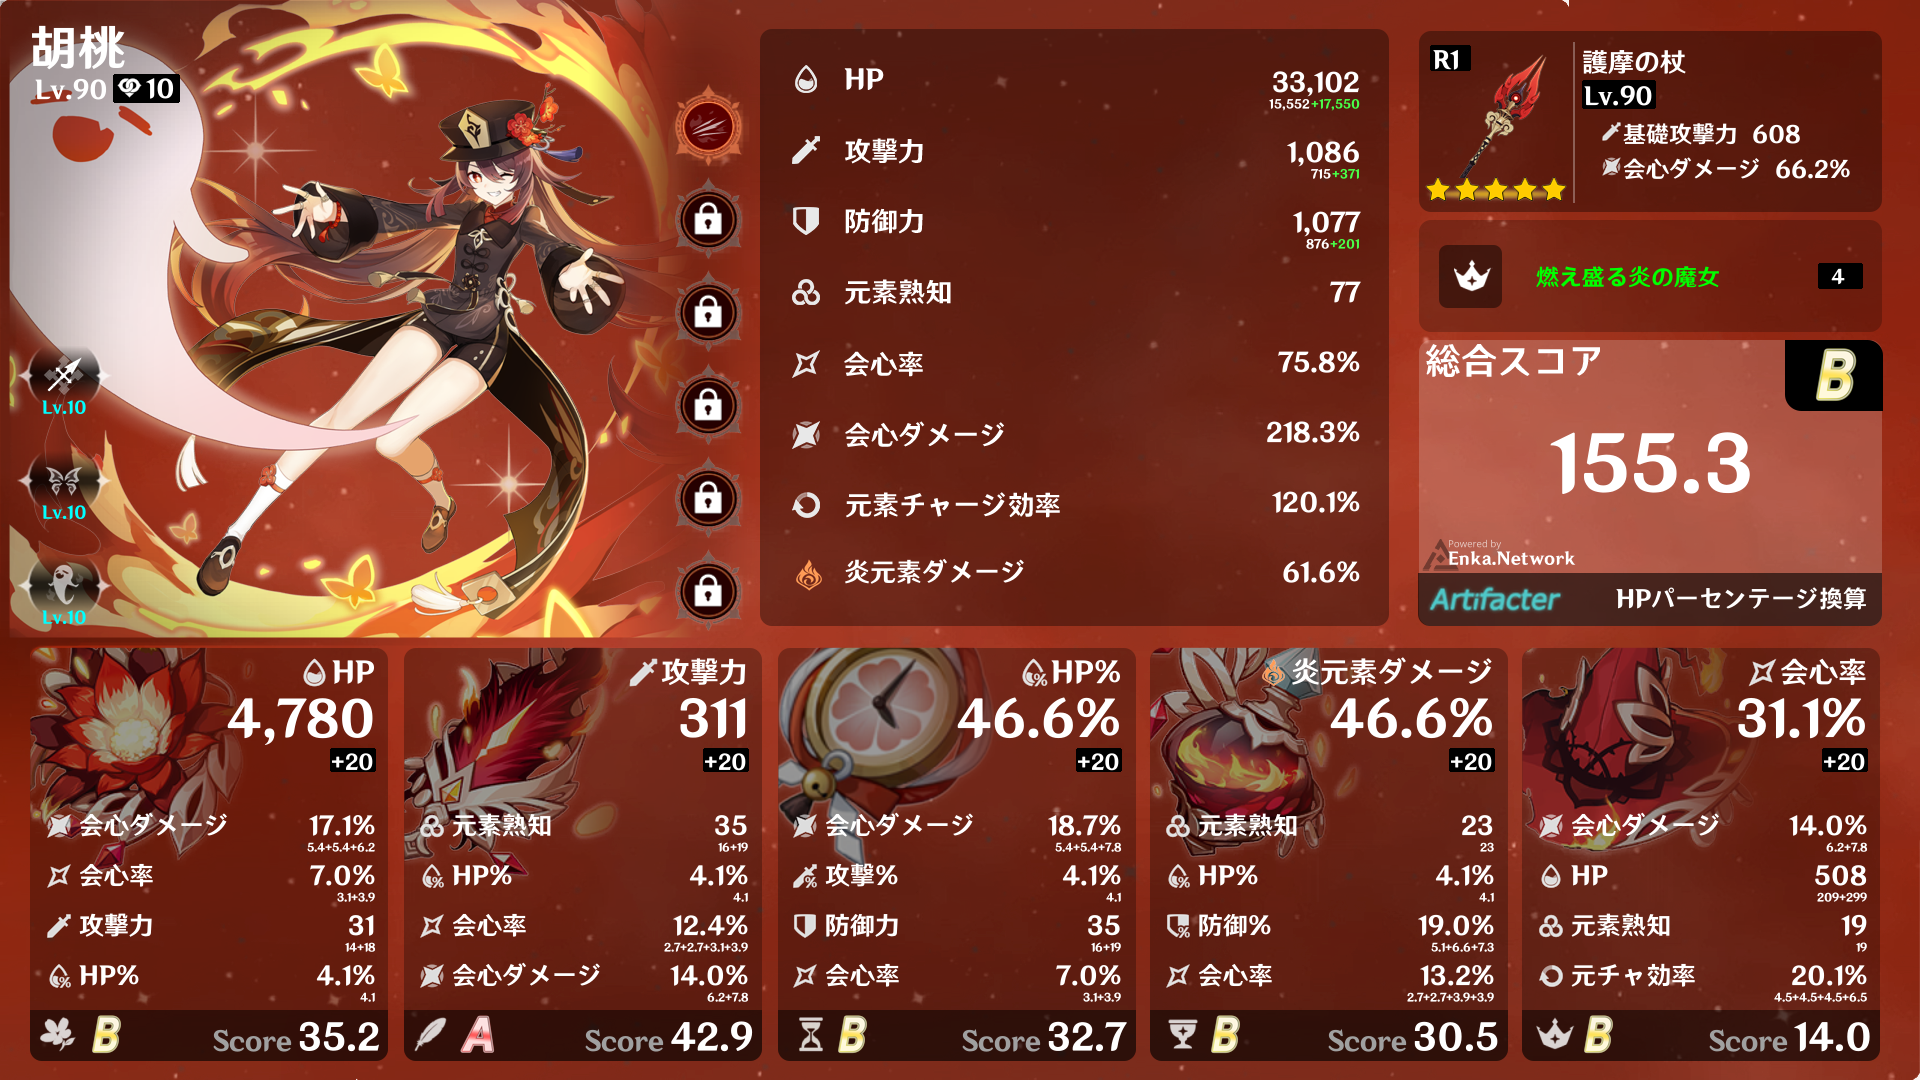 胡桃
Lv.90 10
Lv.10
Lv.10
Lv.10
HP 33,102
15,552+17,550
攻撃力 1,086
715+371
防御力 1,077
876+201
元素熟知 77
会心率 75.8%
会心ダメージ 218.3%
元素チャージ効率 120.1%
炎元素ダメージ 61.6%
R1
護摩の杖
Lv.90
基礎攻撃力 608
会心ダメージ 66.2%
燃え盛る炎の魔女 4
総合スコア B
155.3
Powered by
Enka.Network
Artifacter HPパーセンテージ換算
HP
4,780
+20
会心ダメージ 17.1%
5.4+5.4+6.2
会心率 7.0%
3.1+3.9
攻撃力 31
14+18
HP% 4.1%
4.1
B Score 35.2
攻撃力
311
+20
元素熟知 35
16+19
HP% 4.1%
4.1
会心率 12.4%
2.7+2.7+3.1+3.9
会心ダメージ 14.0%
6.2+7.8
A Score 42.9
HP%
46.6%
+20
会心ダメージ 18.7%
5.4+5.4+7.8
攻撃% 4.1%
4.1
防御力 35
16+19
会心率 7.0%
3.1+3.9
B Score 32.7
炎元素ダメージ
46.6%
+20
元素熟知 23
23
HP% 4.1%
4.1
防御% 19.0%
5.1+6.6+7.3
会心率 13.2%
2.7+2.7+3.9+3.9
B Score 30.5
会心率
31.1%
+20
会心ダメージ 14.0%
6.2+7.8
HP 508
209+299
元素熟知 19
19
元チャ効率 20.1%
4.5+4.5+4.5+6.5
B Score 14.0